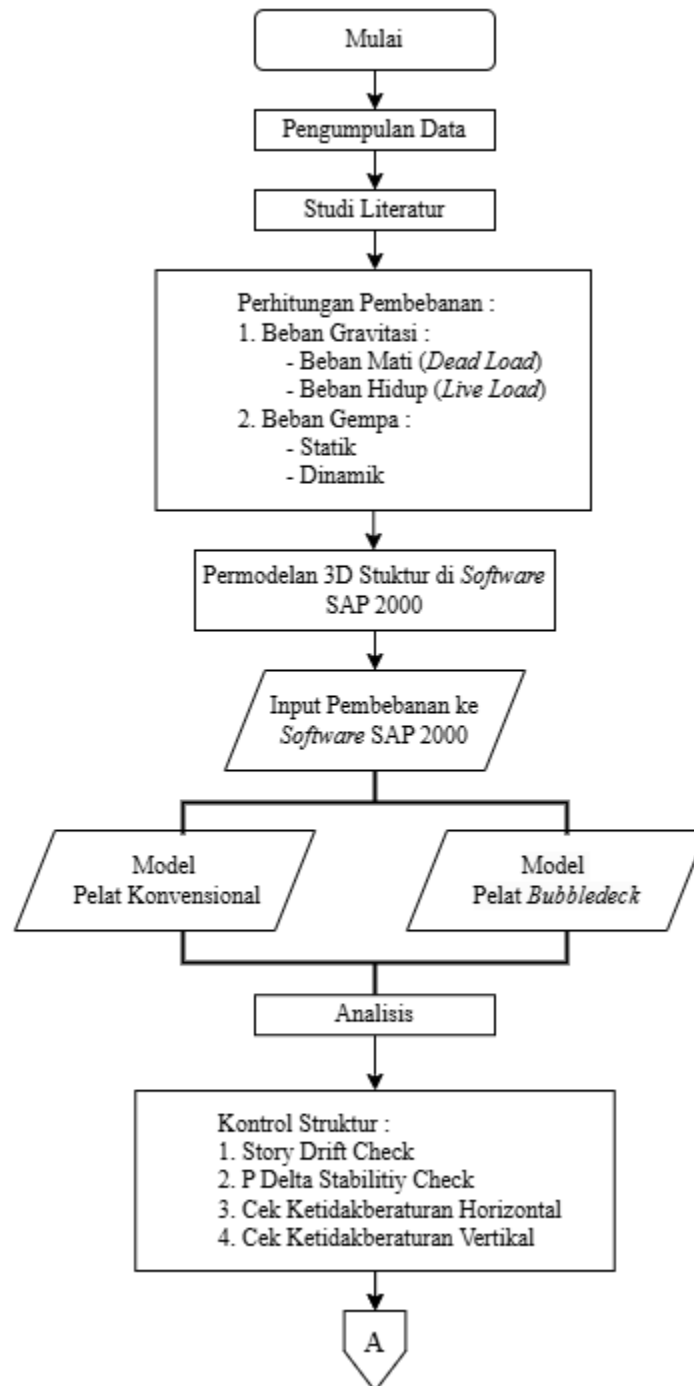 Mulai
Pengumpulan Data
Studi Literatur
Perhitungan Pembebanan :
1. Beban Gravitasi :
- Beban Mati (Dead Load)
- Beban Hidup (Live Load)
2. Beban Gempa :
- Statik
- Dinamik
Permodelan 3D Stuktur di Software
SAP 2000
Input Pembebanan ke
Software SAP 2000
Model
Pelat Konvensional
Model
Pelat Bubbledeck
Analisis
Kontrol Struktur :
1. Story Drift Check
2. P Delta Stabilitiy Check
3. Cek Ketidakberaturan Horizontal
4. Cek Ketidakberaturan Vertikal
A